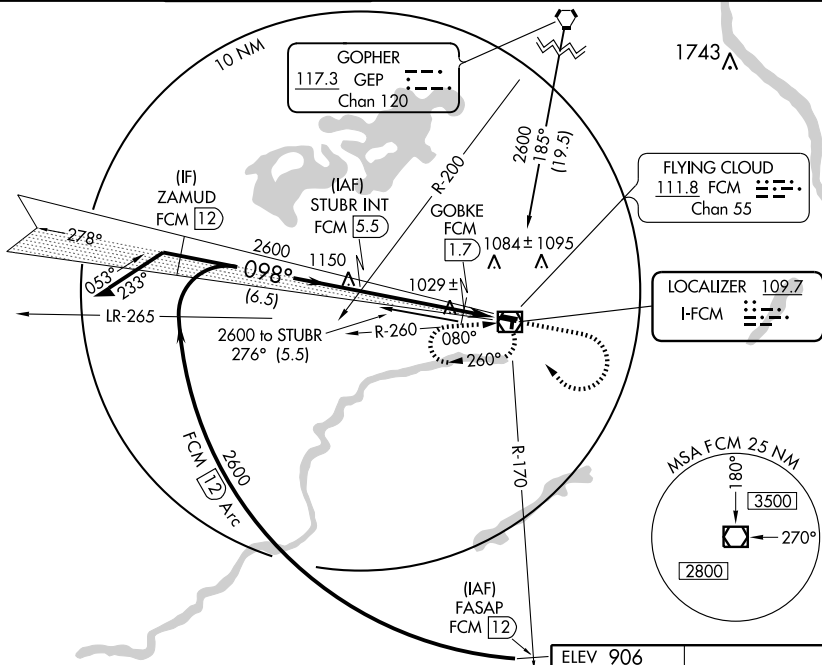 10 NM
GOPHER
117.3 GEP
Chan 120
1743
2600
185°
(19.5)
R-200
FLYING CLOUD
111.8 FCM
Chan 55
(IF)
ZAMUD
FCM 12
(IAF)
STUBR INT
FCM 5.5
GOBKE
FCM
1.7
1084 ± 1095
278°
2600
098°
(6.5)
1150
1029 ±
053°
233°
LOCALIZER 109.7
I-FCM
LR-265
2600 to STUBR
276° (5.5)
R-260
080°
260°
2600
FCM 12 Arc
R-170
MSA FCM 25 NM
180°
3500
270°
2800
(IAF)
FASAP
FCM 12
ELEV 906